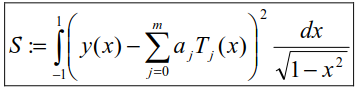 S := ∫_{-1}^{1} ( y(x) − ∑_{j=0}^{m} a_j T_j(x) )^2 dx / √(1−x^2)